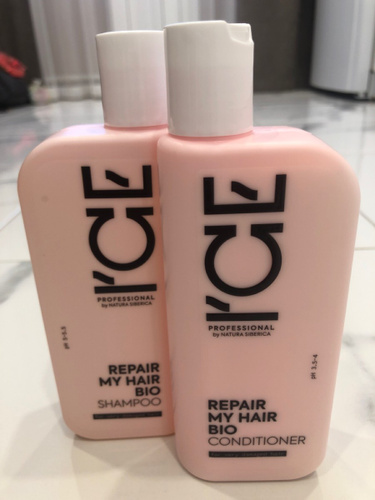 I'CE
PROFESSIONAL
by NATURA SIBERICA
REPAIR
MY HAIR
BIO
SHAMPOO
I'CE
PROFESSIONAL
by NATURA SIBERICA
pH 3.5-4
REPAIR
MY HAIR
BIO
CONDITIONER